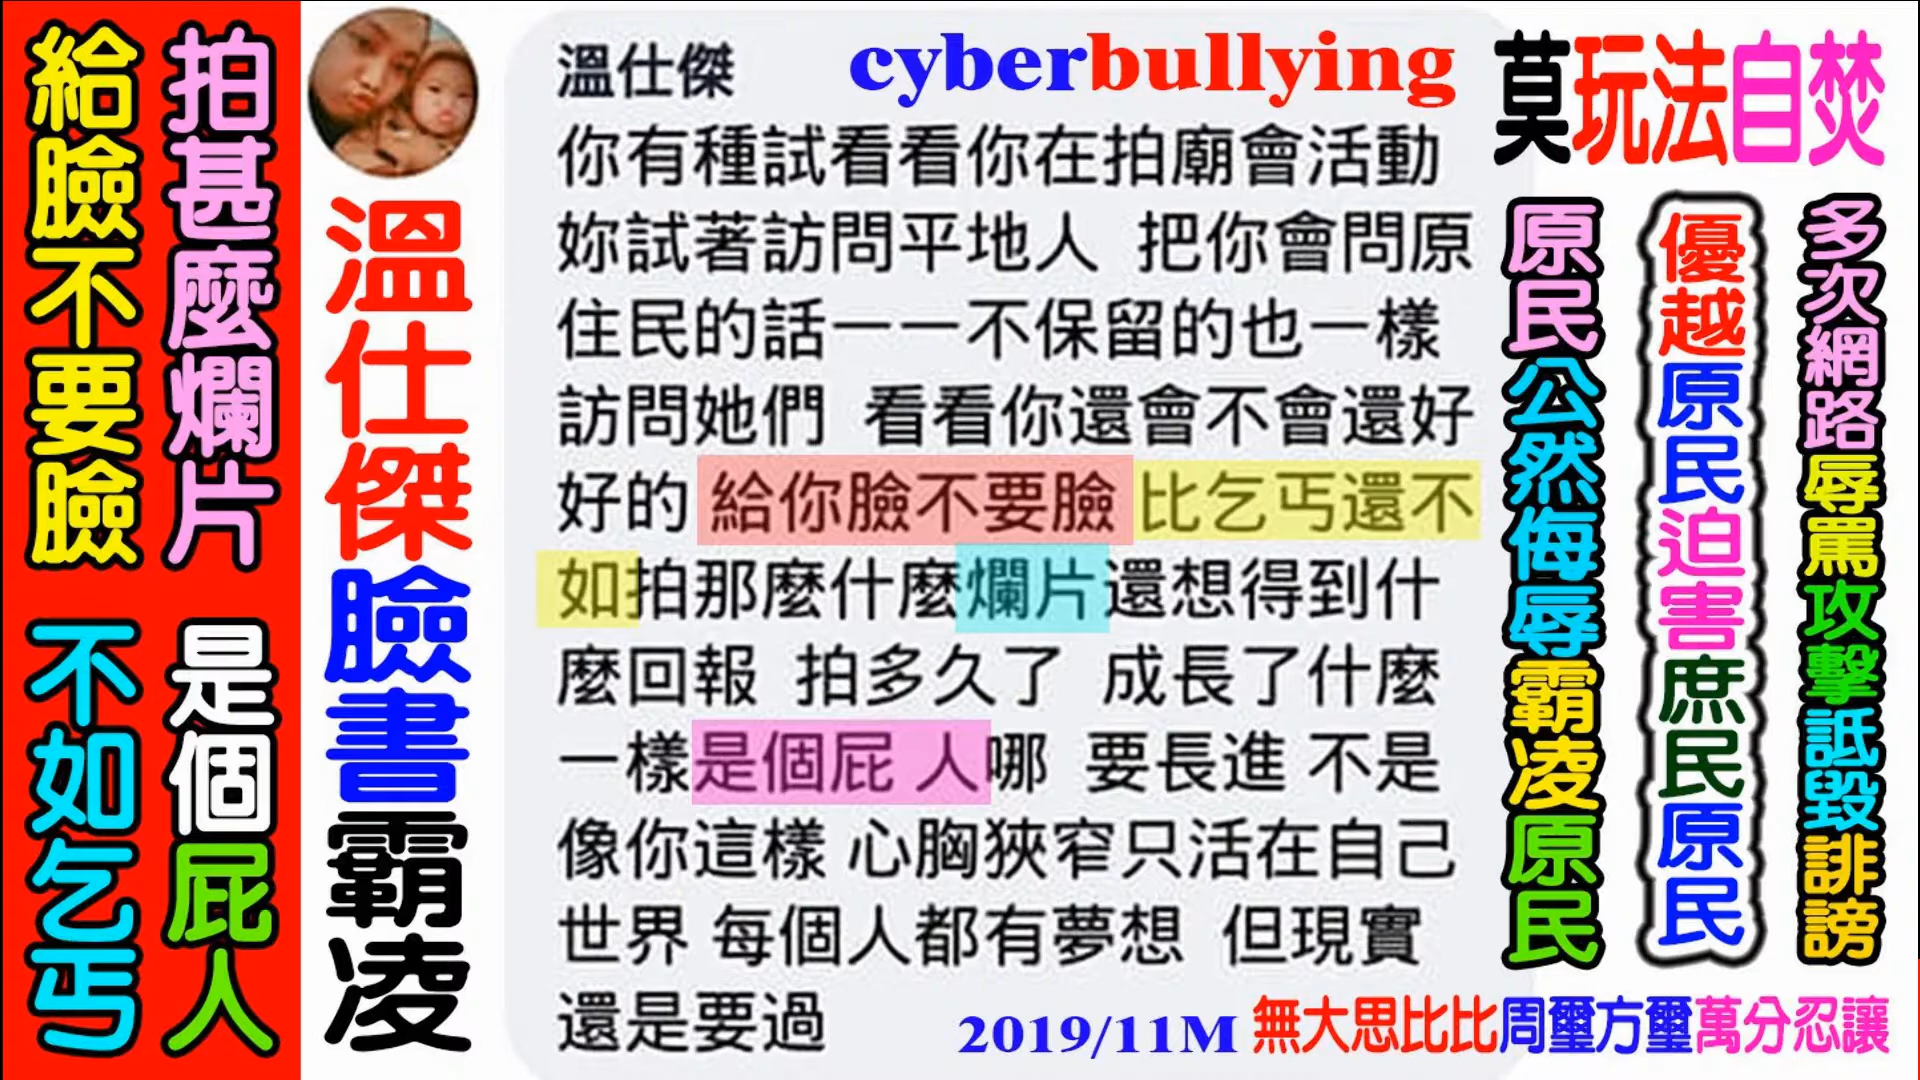 給臉不要臉 不如乞丐
拍甚麼爛片 是個屁人
溫仕傑臉書霸凌
溫仕傑
cyberbullying
你有種試看看你在拍廟會活動
妳試著訪問平地人 把你會問原
住民的話一一不保留的也一樣
訪問她們 看看你還會不會還好
好的 給你臉不要臉 比乞丐還不
如拍那麼什麼爛片還想得到什
麼回報 拍多久了 成長了什麼
一樣是個屁 人哪 要長進 不是
像你這樣 心胸狹窄只活在自己
世界 每個人都有夢想 但現實
還是要過
莫玩法自焚
原民公然侮辱霸凌原民
優越原民迫害庶民原民
多次網路辱罵攻擊詆毀誹謗
2019/11M 無大思比比周璽方璽萬分忍讓